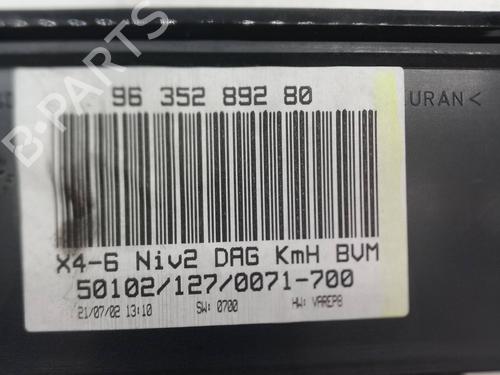 96 352 892 80
URAN<
X4-6 Niv2 DAG KmH BVM
50102/127/0071-700
21/07/02 13:10 SW: 0700 HW: VAREP8
B-PARTS